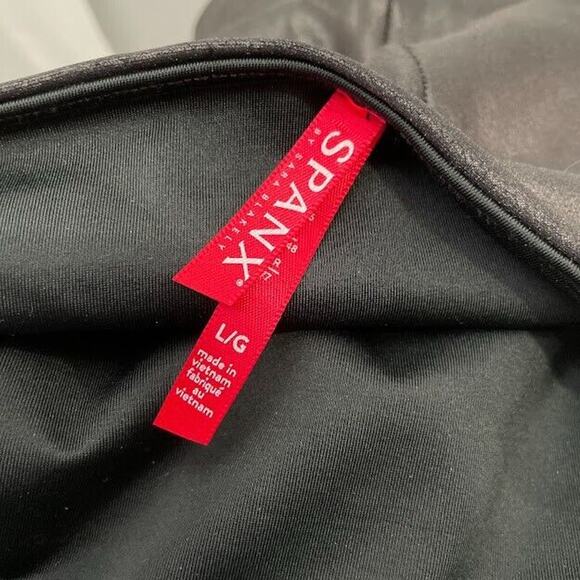 SPANX®
BY SARA BLAKELY
L/G
made in
vietnam
fabriqué
au
vietnam